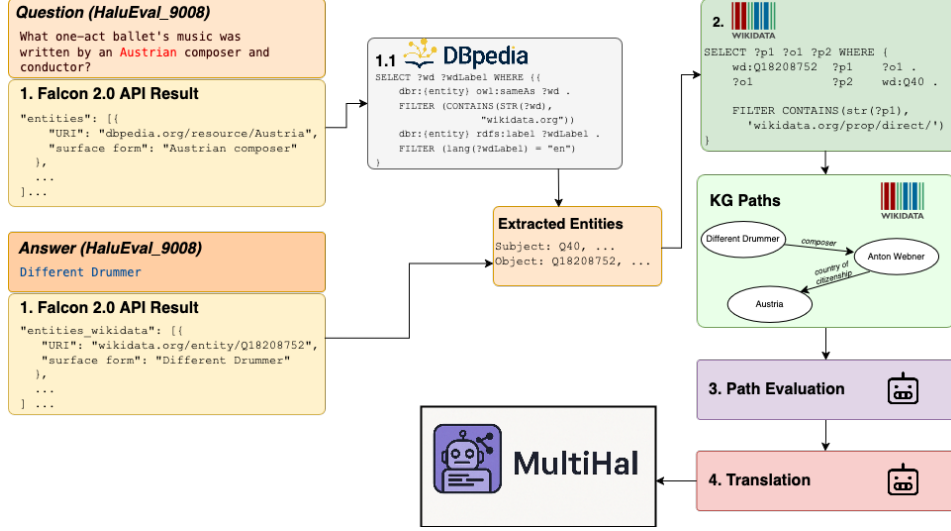 Question (HaluEval_9008)
What one-act ballet's music was
written by an Austrian composer and
conductor?
1. Falcon 2.0 API Result
"entities": [{
"URI": "dbpedia.org/resource/Austria",
"surface form": "Austrian composer"
},
...
]...
Answer (HaluEval_9008)
Different Drummer
1. Falcon 2.0 API Result
"entities_wikidata": [{
"URI": "wikidata.org/entity/Q18208752",
"surface form": "Different Drummer"
},
...
] ...
1.1 DBpedia
SELECT ?wd ?wdLabel WHERE {{
dbr:{entity} owl:sameAs ?wd .
FILTER (CONTAINS(STR(?wd),
"wikidata.org"))
dbr:{entity} rdfs:label ?wdLabel .
FILTER (lang(?wdLabel) = "en")
}
Extracted Entities
Subject: Q40, ...
Object: Q18208752, ...
2. WIKIDATA
SELECT ?p1 ?o1 ?p2 WHERE {
wd:Q18208752 ?p1 ?o1 .
?o1 ?p2 wd:Q40 .
FILTER CONTAINS(str(?p1),
'wikidata.org/prop/direct/')
}
KG Paths
WIKIDATA
Different Drummer
composer
Anton Webner
country of
citizenship
Austria
3. Path Evaluation
4. Translation
MultiHal